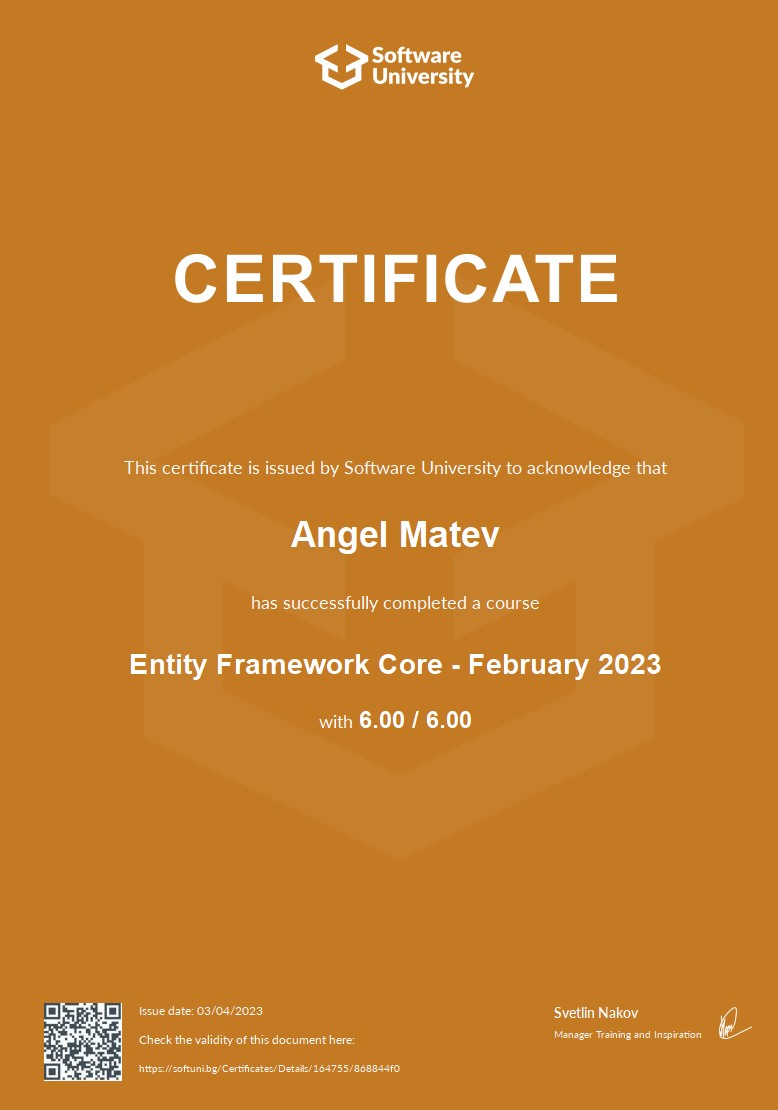 Software
University
CERTIFICATE
This certificate is issued by Software University to acknowledge that
Angel Matev
has successfully completed a course
Entity Framework Core - February 2023
with 6.00 / 6.00
Issue date: 03/04/2023
Check the validity of this document here:
https://softuni.bg/Certificates/Details/164755/868844f0
Svetlin Nakov
Manager Training and Inspiration